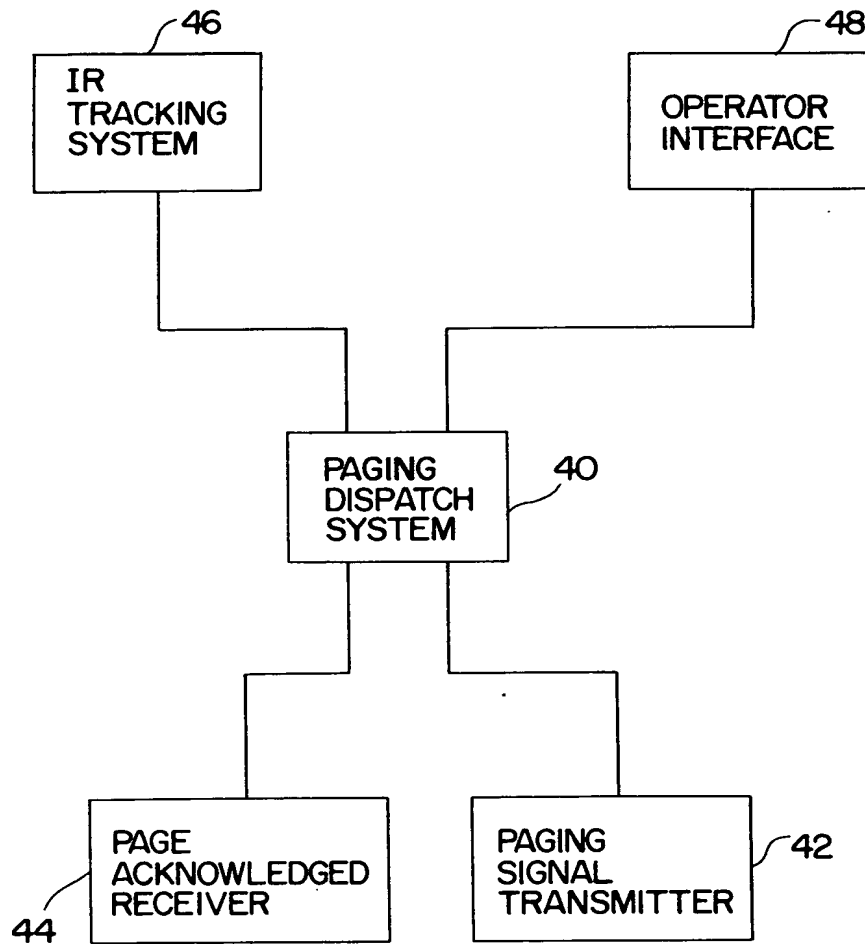 46
IR
TRACKING
SYSTEM
48
OPERATOR
INTERFACE
PAGING
DISPATCH
SYSTEM
40
PAGE
ACKNOWLEDGED
RECEIVER
44
PAGING
SIGNAL
TRANSMITTER
42